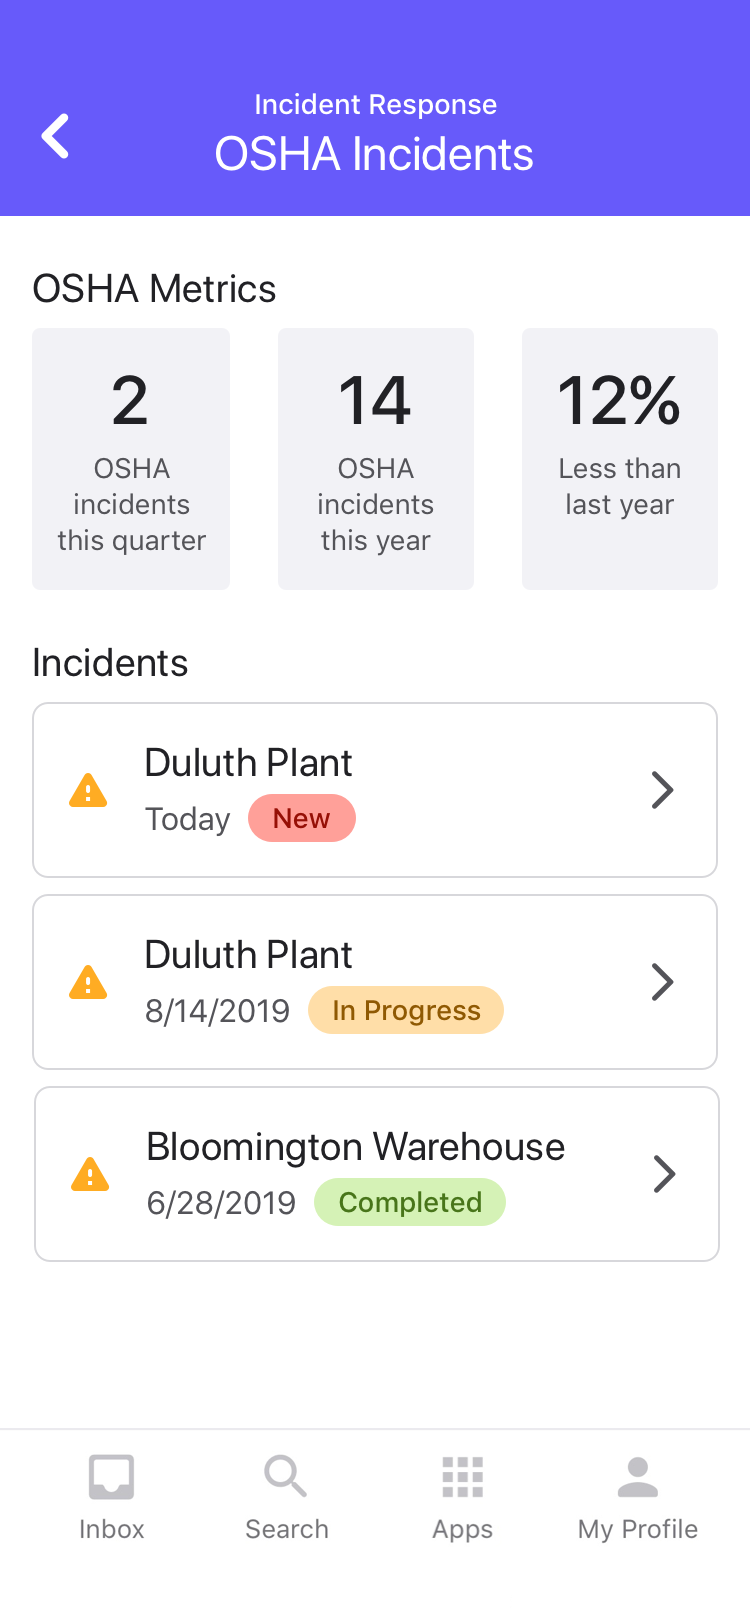 Incident Response
OSHA Incidents
OSHA Metrics
2
OSHA
incidents
this quarter
14
OSHA
incidents
this year
12%
Less than
last year
Incidents
Duluth Plant
Today New
Duluth Plant
8/14/2019 In Progress
Bloomington Warehouse
6/28/2019 Completed
Inbox Search Apps My Profile